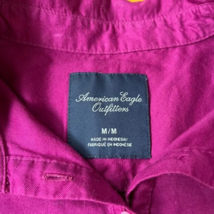 American Eagle
Outfitters
M/M
MADE IN INDONESIA
FABRIQUÉ EN INDONÉSIE